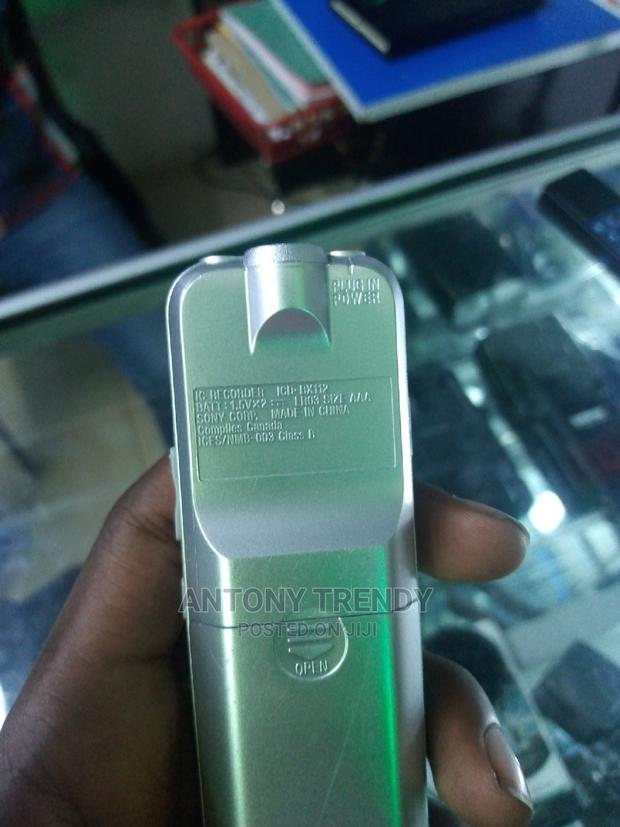 PLUG IN
POWER
IC RECORDER ICD-BX112
BATT: 1.5V×2 ⎓ LR03 SIZE AAA
SONY CORP. MADE IN CHINA
Complies Canada
ICES/NMB-003 Class B
ANTONY TRENDY
POSTED ON JIJI
OPEN